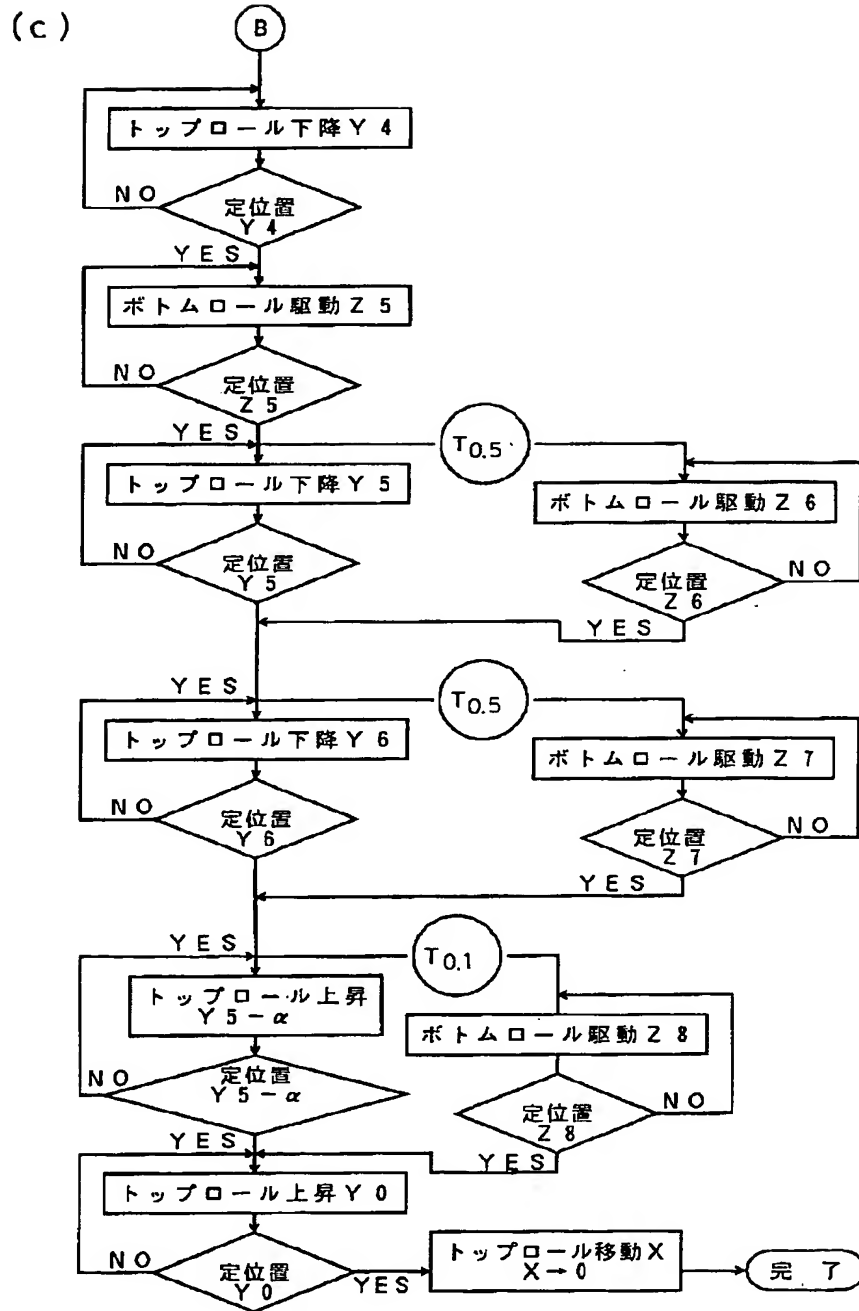 (c)
B
トップロール下降Y4
NO
定位置
Y4
YES
ボトムロール駆動Z5
NO
定位置
Z5
YES
T0.5
トップロール下降Y5
ボトムロール駆動Z6
NO
定位置
Y5
定位置
Z6
NO
YES
YES
T0.5
トップロール下降Y6
ボトムロール駆動Z7
NO
定位置
Y6
定位置
Z7
NO
YES
YES
T0.1
トップロール上昇
Y5-α
ボトムロール駆動Z8
NO
定位置
Y5-α
定位置
Z8
NO
YES
YES
トップロール上昇Y0
NO
定位置
Y0
YES
トップロール移動X
X→0
完了